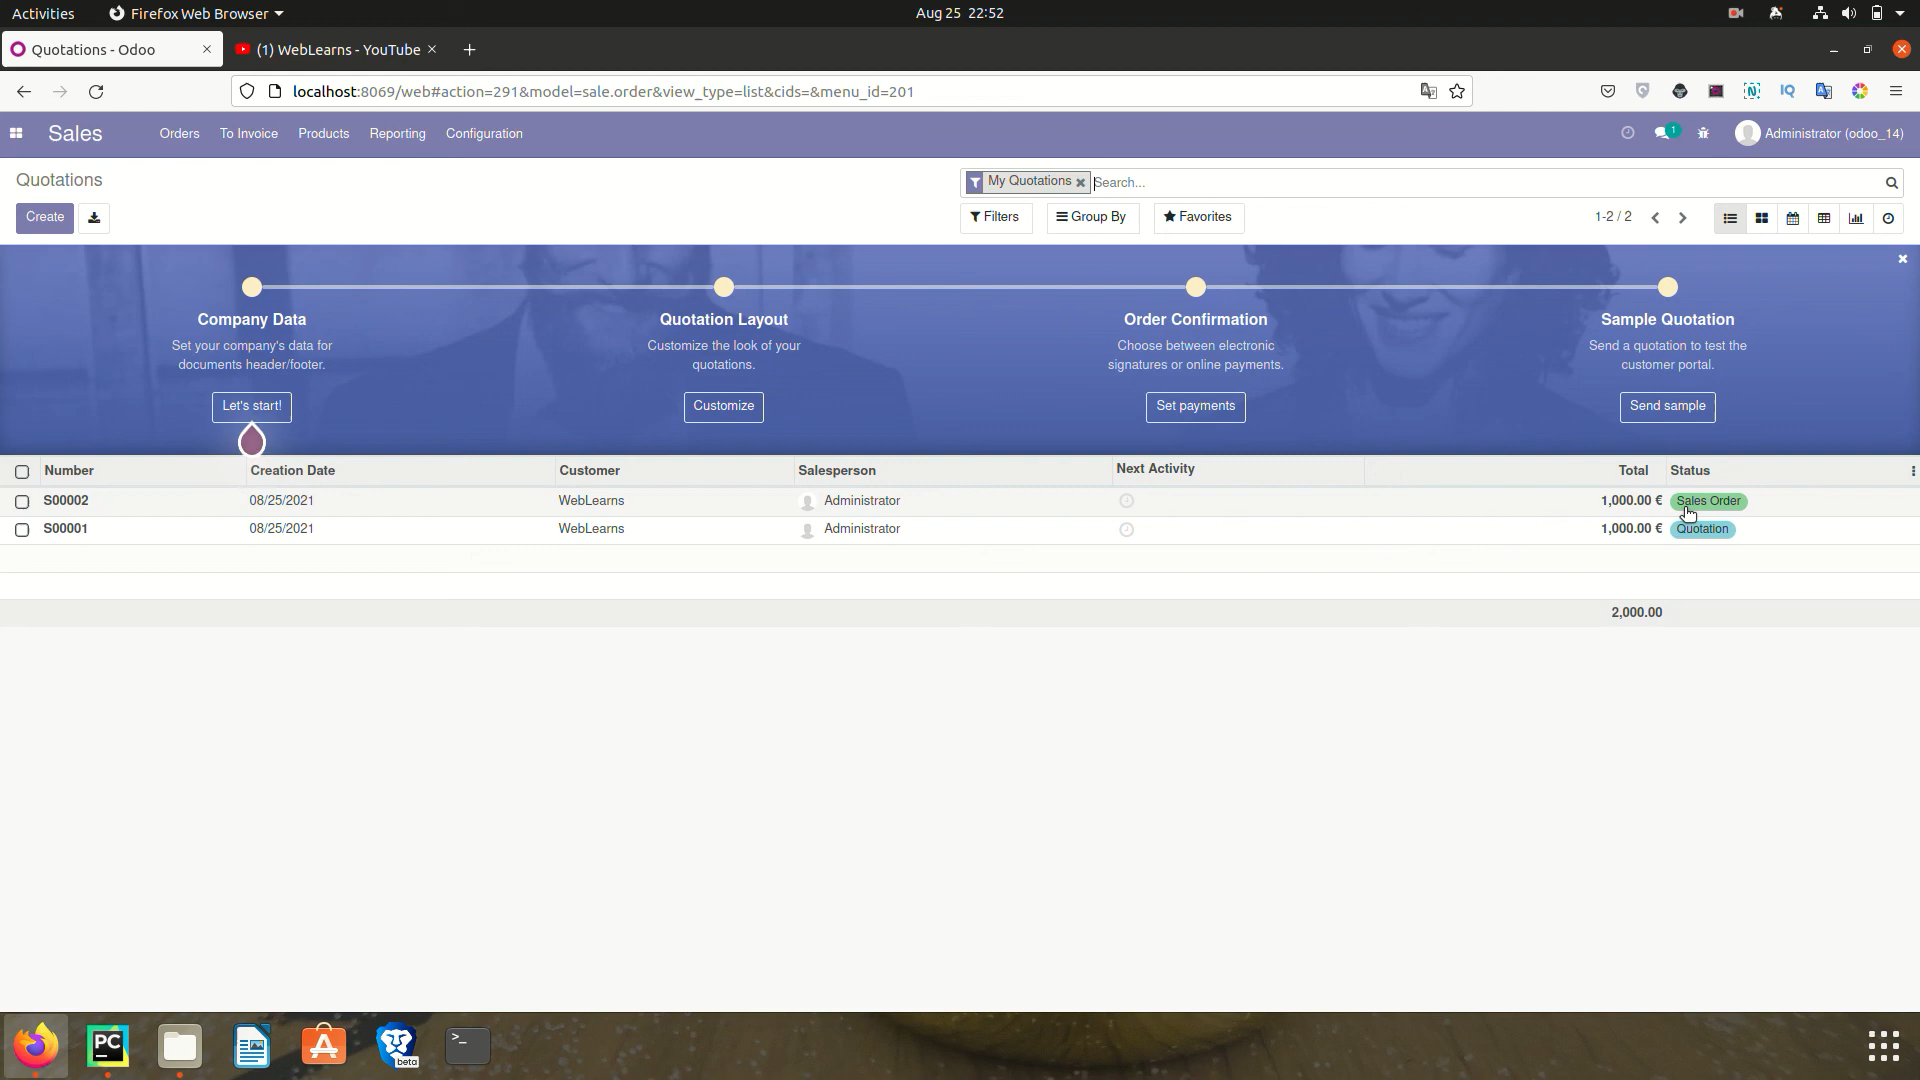 Activities Firefox Web Browser Aug 25 22:52
Quotations - Odoo (1) WebLearns - YouTube
localhost:8069/web#action=291&model=sale.order&view_type=list&cids=&menu_id=201
IQ
Sales Orders To Invoice Products Reporting Configuration 1 Administrator (odoo_14)
Quotations
My Quotations Search...
Create Filters Group By Favorites 1-2 / 2
Company Data Quotation Layout Order Confirmation Sample Quotation
Set your company's data for Customize the look of your Choose between electronic Send a quotation to test the
documents header/footer. quotations. signatures or online payments. customer portal.
Let's start! Customize Set payments Send sample
Number Creation Date Customer Salesperson Next Activity Total Status
S00002 08/25/2021 WebLearns Administrator 1,000.00 € Sales Order
S00001 08/25/2021 WebLearns Administrator 1,000.00 € Quotation
2,000.00
PC
>_
beta